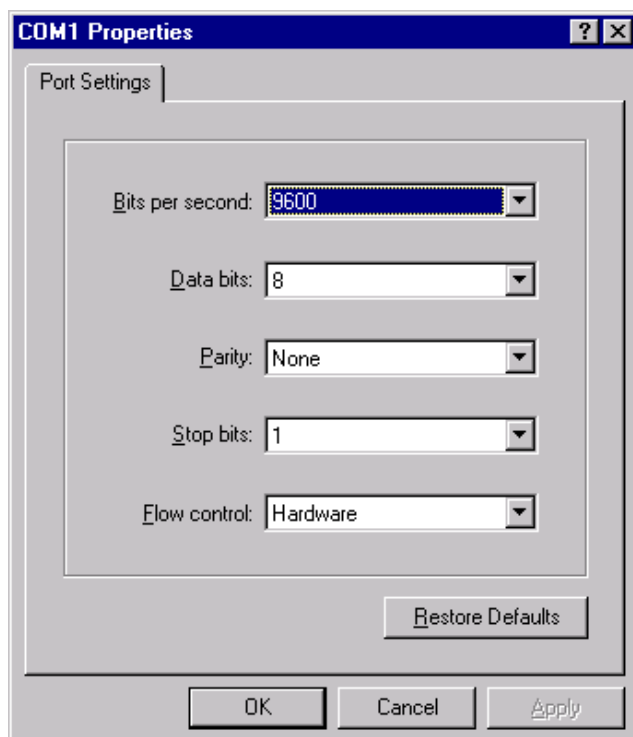 COM1 Properties
Port Settings
Bits per second: 9600
Data bits: 8
Parity: None
Stop bits: 1
Flow control: Hardware
Restore Defaults
OK Cancel Apply